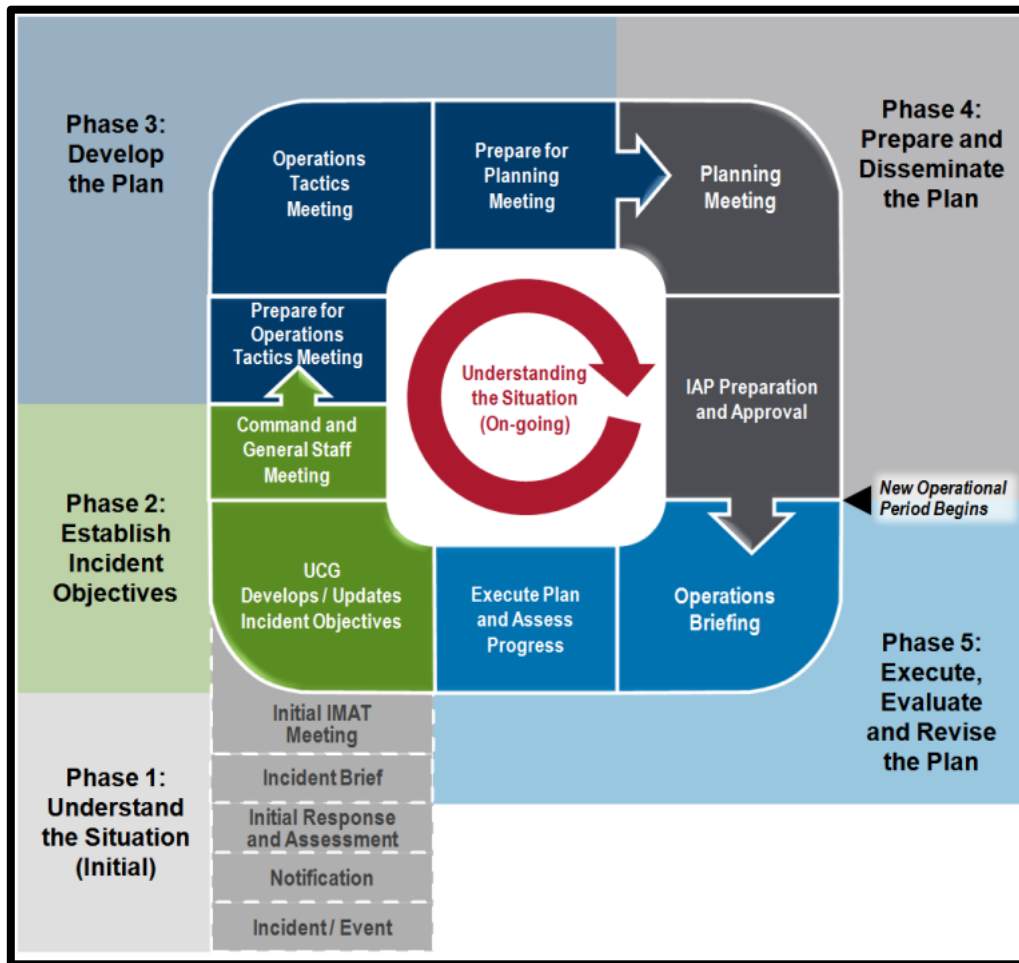 Phase 3:
Develop
the Plan
Operations
Tactics
Meeting
Prepare for
Planning
Meeting
Planning
Meeting
Phase 4:
Prepare and
Disseminate
the Plan
Prepare for
Operations
Tactics Meeting
Understanding
the Situation
(On-going)
IAP Preparation
and Approval
Command and
General Staff
Meeting
New Operational
Period Begins
Phase 2:
Establish
Incident
Objectives
UCG
Develops / Updates
Incident Objectives
Execute Plan
and Assess
Progress
Operations
Briefing
Phase 5:
Execute,
Evaluate
and Revise
the Plan
Phase 1:
Understand
the Situation
(Initial)
Initial IMAT
Meeting
Incident Brief
Initial Response
and Assessment
Notification
Incident / Event